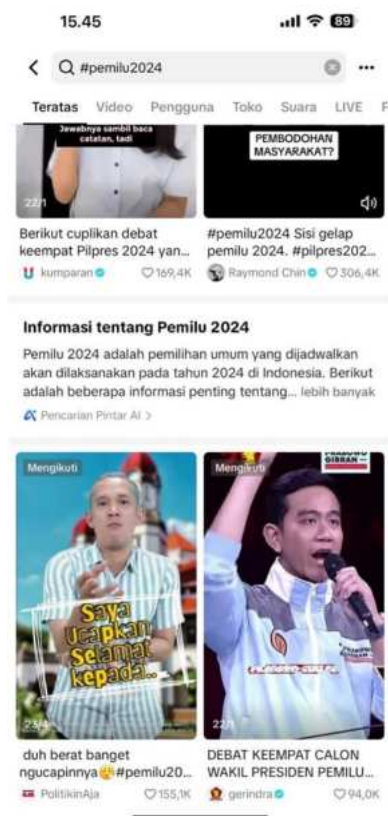 15.45
89
#pemilu2024
Teratas Video Pengguna Toko Suara LIVE F
Jawabnya sambil baca
catatan, tadi
22/1
PEMBODOHAN
MASYARAKAT?
Berikut cuplikan debat
keempat Pilpres 2024 yan...
kumparan 169,4K
#pemilu2024 Sisi gelap
pemilu 2024. #pilpres202...
Raymond Chin 306,4K
Informasi tentang Pemilu 2024
Pemilu 2024 adalah pemilihan umum yang dijadwalkan
akan dilaksanakan pada tahun 2024 di Indonesia. Berikut
adalah beberapa informasi penting tentang... lebih banyak
Pencarian Pintar AI >
Mengikuti
Saya
Ucapkan
Selamat
kepada..
23/4
duh berat banget
ngucapinnya😮‍💨#pemilu20...
PolitikinAja 155,1K
Mengikuti
PRABOWO
GIBRAN
22/1
DEBAT KEEMPAT CALON
WAKIL PRESIDEN PEMILU...
gerindra 94,0K